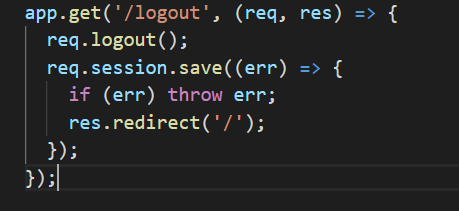 app.get('/logout', (req, res) => {
  req.logout();
  req.session.save((err) => {
    if (err) throw err;
    res.redirect('/');
  });
});